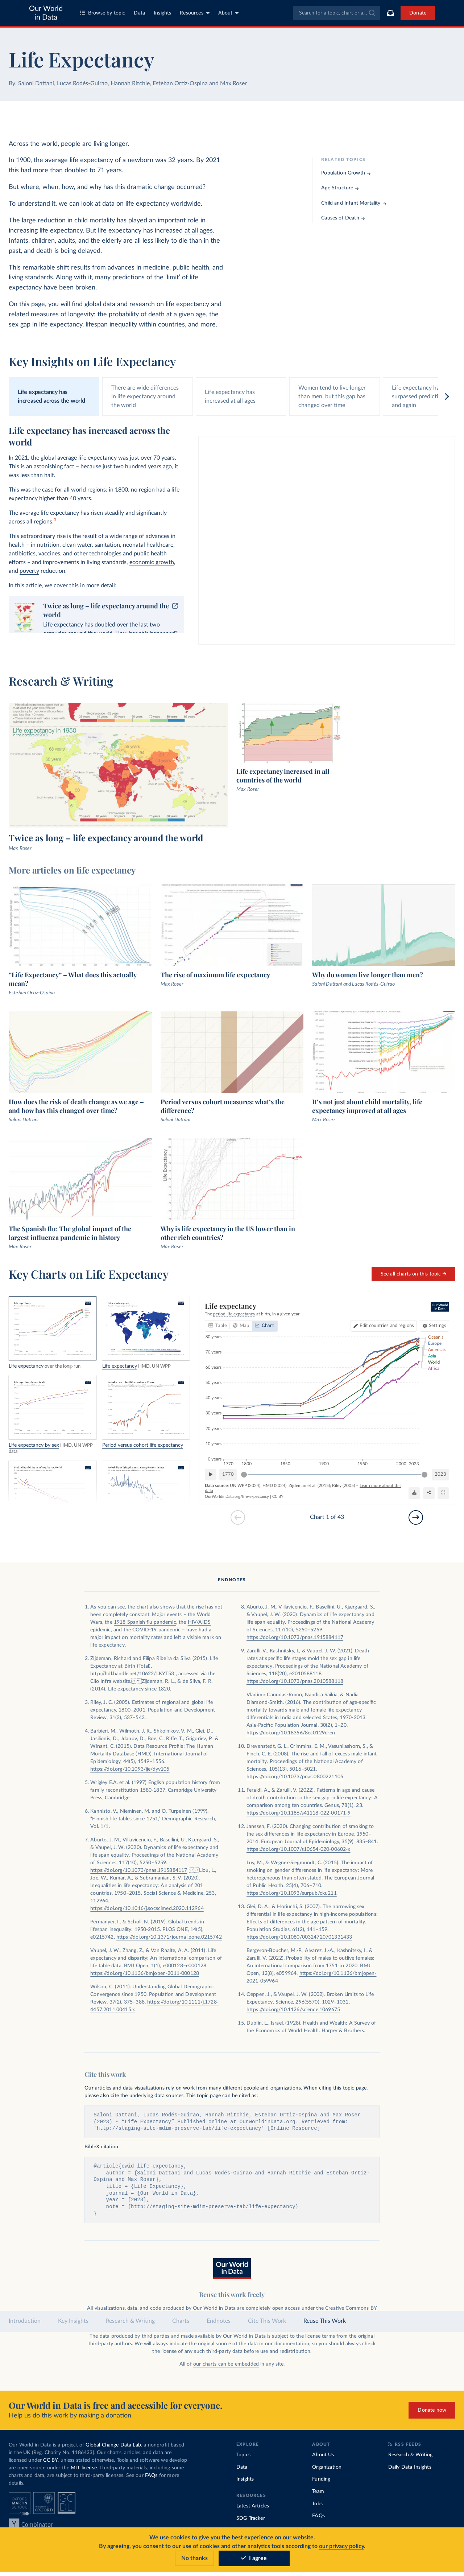 Our World
in Data
Browse by topic
Data
Insights
Resources
About
Search for a topic, chart or a...
Donate
Life Expectancy
By: Saloni Dattani, Lucas Rodés-Guirao, Hannah Ritchie, Esteban Ortiz-Ospina and Max Roser
Across the world, people are living longer.
In 1900, the average life expectancy of a newborn was 32 years. By 2021
this had more than doubled to 71 years.
But where, when, how, and why has this dramatic change occurred?
To understand it, we can look at data on life expectancy worldwide.
The large reduction in child mortality has played an important role in
increasing life expectancy. But life expectancy has increased at all ages.
Infants, children, adults, and the elderly are all less likely to die than in the
past, and death is being delayed.
This remarkable shift results from advances in medicine, public health, and
living standards. Along with it, many predictions of the 'limit' of life
expectancy have been broken.
On this page, you will find global data and research on life expectancy and
related measures of longevity: the probability of death at a given age, the
sex gap in life expectancy, lifespan inequality within countries, and more.
RELATED TOPICS
Population Growth →
Age Structure →
Child and Infant Mortality →
Causes of Death →
Key Insights on Life Expectancy
Life expectancy has
increased across the world
There are wide differences
in life expectancy around
the world
Life expectancy has
increased at all ages
Women tend to live longer
than men, but this gap has
changed over time
Life expectancy ha
surpassed predicti
and again
Life expectancy has increased across the
world
In 2021, the global average life expectancy was just over 70 years.
This is an astonishing fact – because just two hundred years ago, it
was less than half.
This was the case for all world regions: in 1800, no region had a life
expectancy higher than 40 years.
The average life expectancy has risen steadily and significantly
across all regions.1
This extraordinary rise is the result of a wide range of advances in
health – in nutrition, clean water, sanitation, neonatal healthcare,
antibiotics, vaccines, and other technologies and public health
efforts – and improvements in living standards, economic growth,
and poverty reduction.
In this article, we cover this in more detail:
Twice as long – life expectancy around the
world
Life expectancy has doubled over the last two
centuries around the world. How has this happened?
Research & Writing
Life expectancy in 1950
Twice as long – life expectancy around the world
Max Roser
Life expectancy increased in all
countries of the world
Max Roser
More articles on life expectancy
"Life Expectancy" – What does this actually
mean?
Esteban Ortiz-Ospina
The rise of maximum life expectancy
Max Roser
Why do women live longer than men?
Saloni Dattani and Lucas Rodés-Guirao
How does the risk of death change as we age –
and how has this changed over time?
Saloni Dattani
Period versus cohort measures: what's the
difference?
Saloni Dattani
It's not just about child mortality, life
expectancy improved at all ages
Max Roser
Life Expectancy
The Spanish flu: The global impact of the
largest influenza pandemic in history
Max Roser
Why is life expectancy in the US lower than in
other rich countries?
Max Roser
Key Charts on Life Expectancy
See all charts on this topic →
Life expectancy over the long run
Life expectancy HMD, UN WPP
Life expectancy by sex HMD, UN WPP
data
Period versus cohort life expectancy
Life expectancy
The period life expectancy at birth, in a given year.
Our World
in Data
Table
Map
Chart
Edit countries and regions
Settings
80 years
70 years
60 years
50 years
40 years
30 years
20 years
10 years
0 years
1770
1800
1850
1900
1950
2000
2023
Oceania
Europe
Americas
Asia
World
Africa
1770
2023
Data source: UN WPP (2024); HMD (2024); Zijdeman et al. (2015); Riley (2005) – Learn more about this
data
OurWorldinData.org/life-expectancy | CC BY
Chart 1 of 43
ENDNOTES
1. As you can see, the chart also shows that the rise has not
been completely constant. Major events – the World
Wars, the 1918 Spanish flu pandemic, the HIV/AIDS
epidemic, and the COVID-19 pandemic – have had a
major impact on mortality rates and left a visible mark on
life expectancy.
2. Zijdeman, Richard and Filipa Ribeira da Silva (2015). Life
Expectancy at Birth (Total).
http://hdl.handle.net/10622/LKYT53 , accessed via the
Clio Infra website. Zijdeman, R. L., & de Silva, F. R.
(2014). Life expectancy since 1820.
3. Riley, J. C. (2005). Estimates of regional and global life
expectancy, 1800–2001. Population and Development
Review, 31(3), 537–543.
4. Barbieri, M., Wilmoth, J. R., Shkolnikov, V. M., Glei, D.,
Jasilionis, D., Jdanov, D., Boe, C., Riffe, T., Grigoriev, P., &
Winant, C. (2015). Data Resource Profile: The Human
Mortality Database (HMD). International Journal of
Epidemiology, 44(5), 1549–1556.
https://doi.org/10.1093/ije/dyv105
5. Wrigley E.A. et al. (1997) English population history from
family reconstitution 1580-1837. Cambridge University
Press, Cambridge.
6. Kannisto, V., Nieminen, M. and O. Turpeinen (1999).
"Finnish life tables since 1751," Demographic Research,
Vol. 1/1.
7. Aburto, J. M., Villavicencio, F., Basellini, U., Kjærgaard, S.,
& Vaupel, J. W. (2020). Dynamics of life expectancy and
life span equality. Proceedings of the National Academy
of Sciences, 117(10), 5250–5259.
https://doi.org/10.1073/pnas.1915884117 Liou, L.,
Joe, W., Kumar, A., & Subramanian, S. V. (2020).
Inequalities in life expectancy: An analysis of 201
countries, 1950–2015. Social Science & Medicine, 253,
112964.
https://doi.org/10.1016/j.socscimed.2020.112964
Permanyer, I., & Scholl, N. (2019). Global trends in
lifespan inequality: 1950-2015. PLOS ONE, 14(5),
e0215742. https://doi.org/10.1371/journal.pone.0215742
Vaupel, J. W., Zhang, Z., & Van Raalte, A. A. (2011). Life
expectancy and disparity: An international comparison of
life table data. BMJ Open, 1(1), e000128–e000128.
https://doi.org/10.1136/bmjopen-2011-000128
Wilson, C. (2011). Understanding Global Demographic
Convergence since 1950. Population and Development
Review, 37(2), 375–388. https://doi.org/10.1111/j.1728-
4457.2011.00415.x
8. Aburto, J. M., Villavicencio, F., Basellini, U., Kjærgaard, S.,
& Vaupel, J. W. (2020). Dynamics of life expectancy and
life span equality. Proceedings of the National Academy
of Sciences, 117(10), 5250–5259.
https://doi.org/10.1073/pnas.1915884117
9. Zarulli, V., Kashnitsky, I., & Vaupel, J. W. (2021). Death
rates at specific life stages mold the sex gap in life
expectancy. Proceedings of the National Academy of
Sciences, 118(20), e2010588118.
https://doi.org/10.1073/pnas.2010588118
Vladimir Canudas-Romo, Nandita Saikia, & Nadia
Diamond-Smith. (2016). The contribution of age-specific
mortality towards male and female life expectancy
differentials in India and selected States, 1970-2013.
Asia-Pacific Population Journal, 30(2), 1–20.
https://doi.org/10.18356/8ec0129d-en
10. Drevenstedt, G. L., Crimmins, E. M., Vasunilashorn, S., &
Finch, C. E. (2008). The rise and fall of excess male infant
mortality. Proceedings of the National Academy of
Sciences, 105(13), 5016–5021.
https://doi.org/10.1073/pnas.0800221105
11. Feraldi, A., & Zarulli, V. (2022). Patterns in age and cause
of death contribution to the sex gap in life expectancy: A
comparison among ten countries. Genus, 78(1), 23.
https://doi.org/10.1186/s41118-022-00171-9
12. Janssen, F. (2020). Changing contribution of smoking to
the sex differences in life expectancy in Europe, 1950–
2014. European Journal of Epidemiology, 35(9), 835–841.
https://doi.org/10.1007/s10654-020-00602-x
Luy, M., & Wegner-Siegmundt, C. (2015). The impact of
smoking on gender differences in life expectancy: More
heterogeneous than often stated. The European Journal
of Public Health, 25(4), 706–710.
https://doi.org/10.1093/eurpub/cku211
13. Glei, D. A., & Horiuchi, S. (2007). The narrowing sex
differential in life expectancy in high-income populations:
Effects of differences in the age pattern of mortality.
Population Studies, 61(2), 141–159.
https://doi.org/10.1080/00324720701331433
Bergeron-Boucher, M.-P., Alvarez, J.-A., Kashnitsky, I., &
Zarulli, V. (2022). Probability of males to outlive females:
An international comparison from 1751 to 2020. BMJ
Open, 12(8), e059964. https://doi.org/10.1136/bmjopen-
2021-059964
14. Oeppen, J., & Vaupel, J. W. (2002). Broken Limits to Life
Expectancy. Science, 296(5570), 1029–1031.
https://doi.org/10.1126/science.1069675
15. Dublin, L., Israel. (1928). Health and Wealth: A Survey of
the Economics of World Health. Harper & Brothers.
Cite this work
Our articles and data visualizations rely on work from many different people and organizations. When citing this topic page,
please also cite the underlying data sources. This topic page can be cited as:
Saloni Dattani, Lucas Rodés-Guirao, Hannah Ritchie, Esteban Ortiz-Ospina and Max Roser
(2023) - "Life Expectancy" Published online at OurWorldinData.org. Retrieved from:
'http://staging-site-mdim-preserve-tab/life-expectancy' [Online Resource]
BibTeX citation
@article{owid-life-expectancy,
author = {Saloni Dattani and Lucas Rodés-Guirao and Hannah Ritchie and Esteban Ortiz-
Ospina and Max Roser},
title = {Life Expectancy},
journal = {Our World in Data},
year = {2023},
note = {http://staging-site-mdim-preserve-tab/life-expectancy}
}
Our World
in Data
Reuse this work freely
All visualizations, data, and code produced by Our World in Data are completely open access under the Creative Commons BY
Introduction
Key Insights
Research & Writing
Charts
Endnotes
Cite This Work
Reuse This Work
The data produced by third parties and made available by Our World in Data is subject to the license terms from the original
third-party authors. We will always indicate the original source of the data in our documentation, so you should always check
the license of any such third-party data before use and redistribution.
All of our charts can be embedded in any site.
Our World in Data is free and accessible for everyone.
Help us do this work by making a donation.
Donate now
Our World in Data is a project of Global Change Data Lab, a nonprofit based
in the UK (Reg. Charity No. 1186433). Our charts, articles, and data are
licensed under CC BY, unless stated otherwise. Tools and software we develop
are open source under the MIT license. Third-party materials, including some
charts and data, are subject to third-party licenses. See our FAQs for more
details.
OXFORD
MARTIN
SCHOOL
UNIVERSITY OF
OXFORD
Y Combinator
EXPLORE
Topics
Data
Insights
RESOURCES
Latest Articles
SDG Tracker
ABOUT
About Us
Organization
Funding
Team
Jobs
FAQs
RSS FEEDS
Research & Writing
Daily Data Insights
We use cookies to give you the best experience on our website.
By agreeing, you consent to our use of cookies and other analytics tools according to our privacy policy.
No thanks
I agree